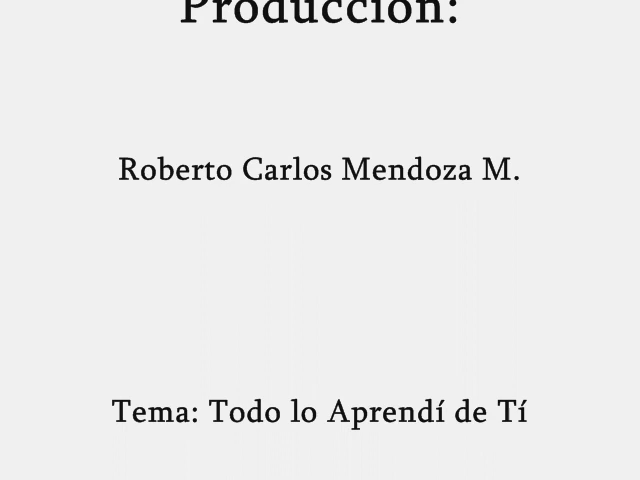 Producción:
Roberto Carlos Mendoza M.
Tema: Todo lo Aprendí de Tí